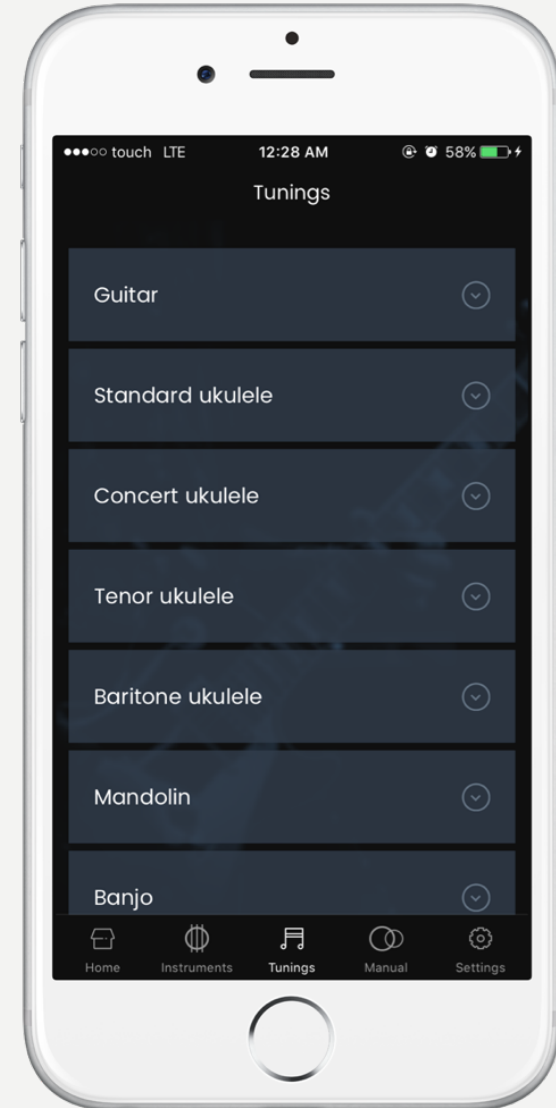 touch LTE 12:28 AM 58%
Tunings
Guitar
Standard ukulele
Concert ukulele
Tenor ukulele
Baritone ukulele
Mandolin
Banjo
Home Instruments Tunings Manual Settings